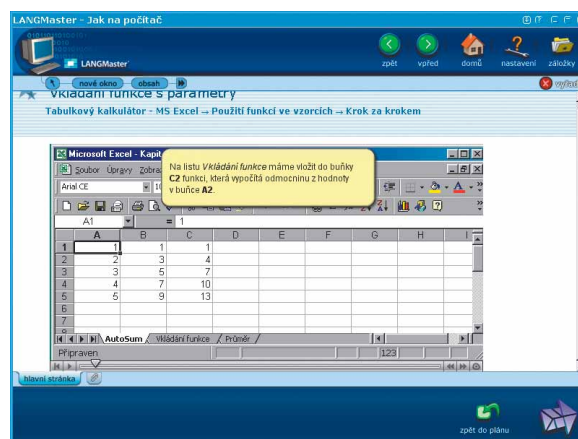 LANGMaster - Jak na počítač
LANGMaster
zpět
vpřed
domů
nastavení
záložky
nové okno
obsah
Vkládání funkce s parametry
Tabulkový kalkulátor - MS Excel → Použití funkcí ve vzorcích → Krok za krokem
Microsoft Excel - Kapit
Soubor Úpravy Zobra
Na listu Vkládání funkce máme vložit do buňky
C2 funkci, která vypočítá odmocninu z hodnoty
v buňce A2.
Arial CE
10
A1
= 1
A B C D E F G H I
1 1 1 1
2 2 3 4
3 3 5 7
4 4 7 10
5 5 9 13
6
7
AutoSum / Vkládání funkce / Průměr /
Připraven
123
hlavní stránka
zpět do plánu